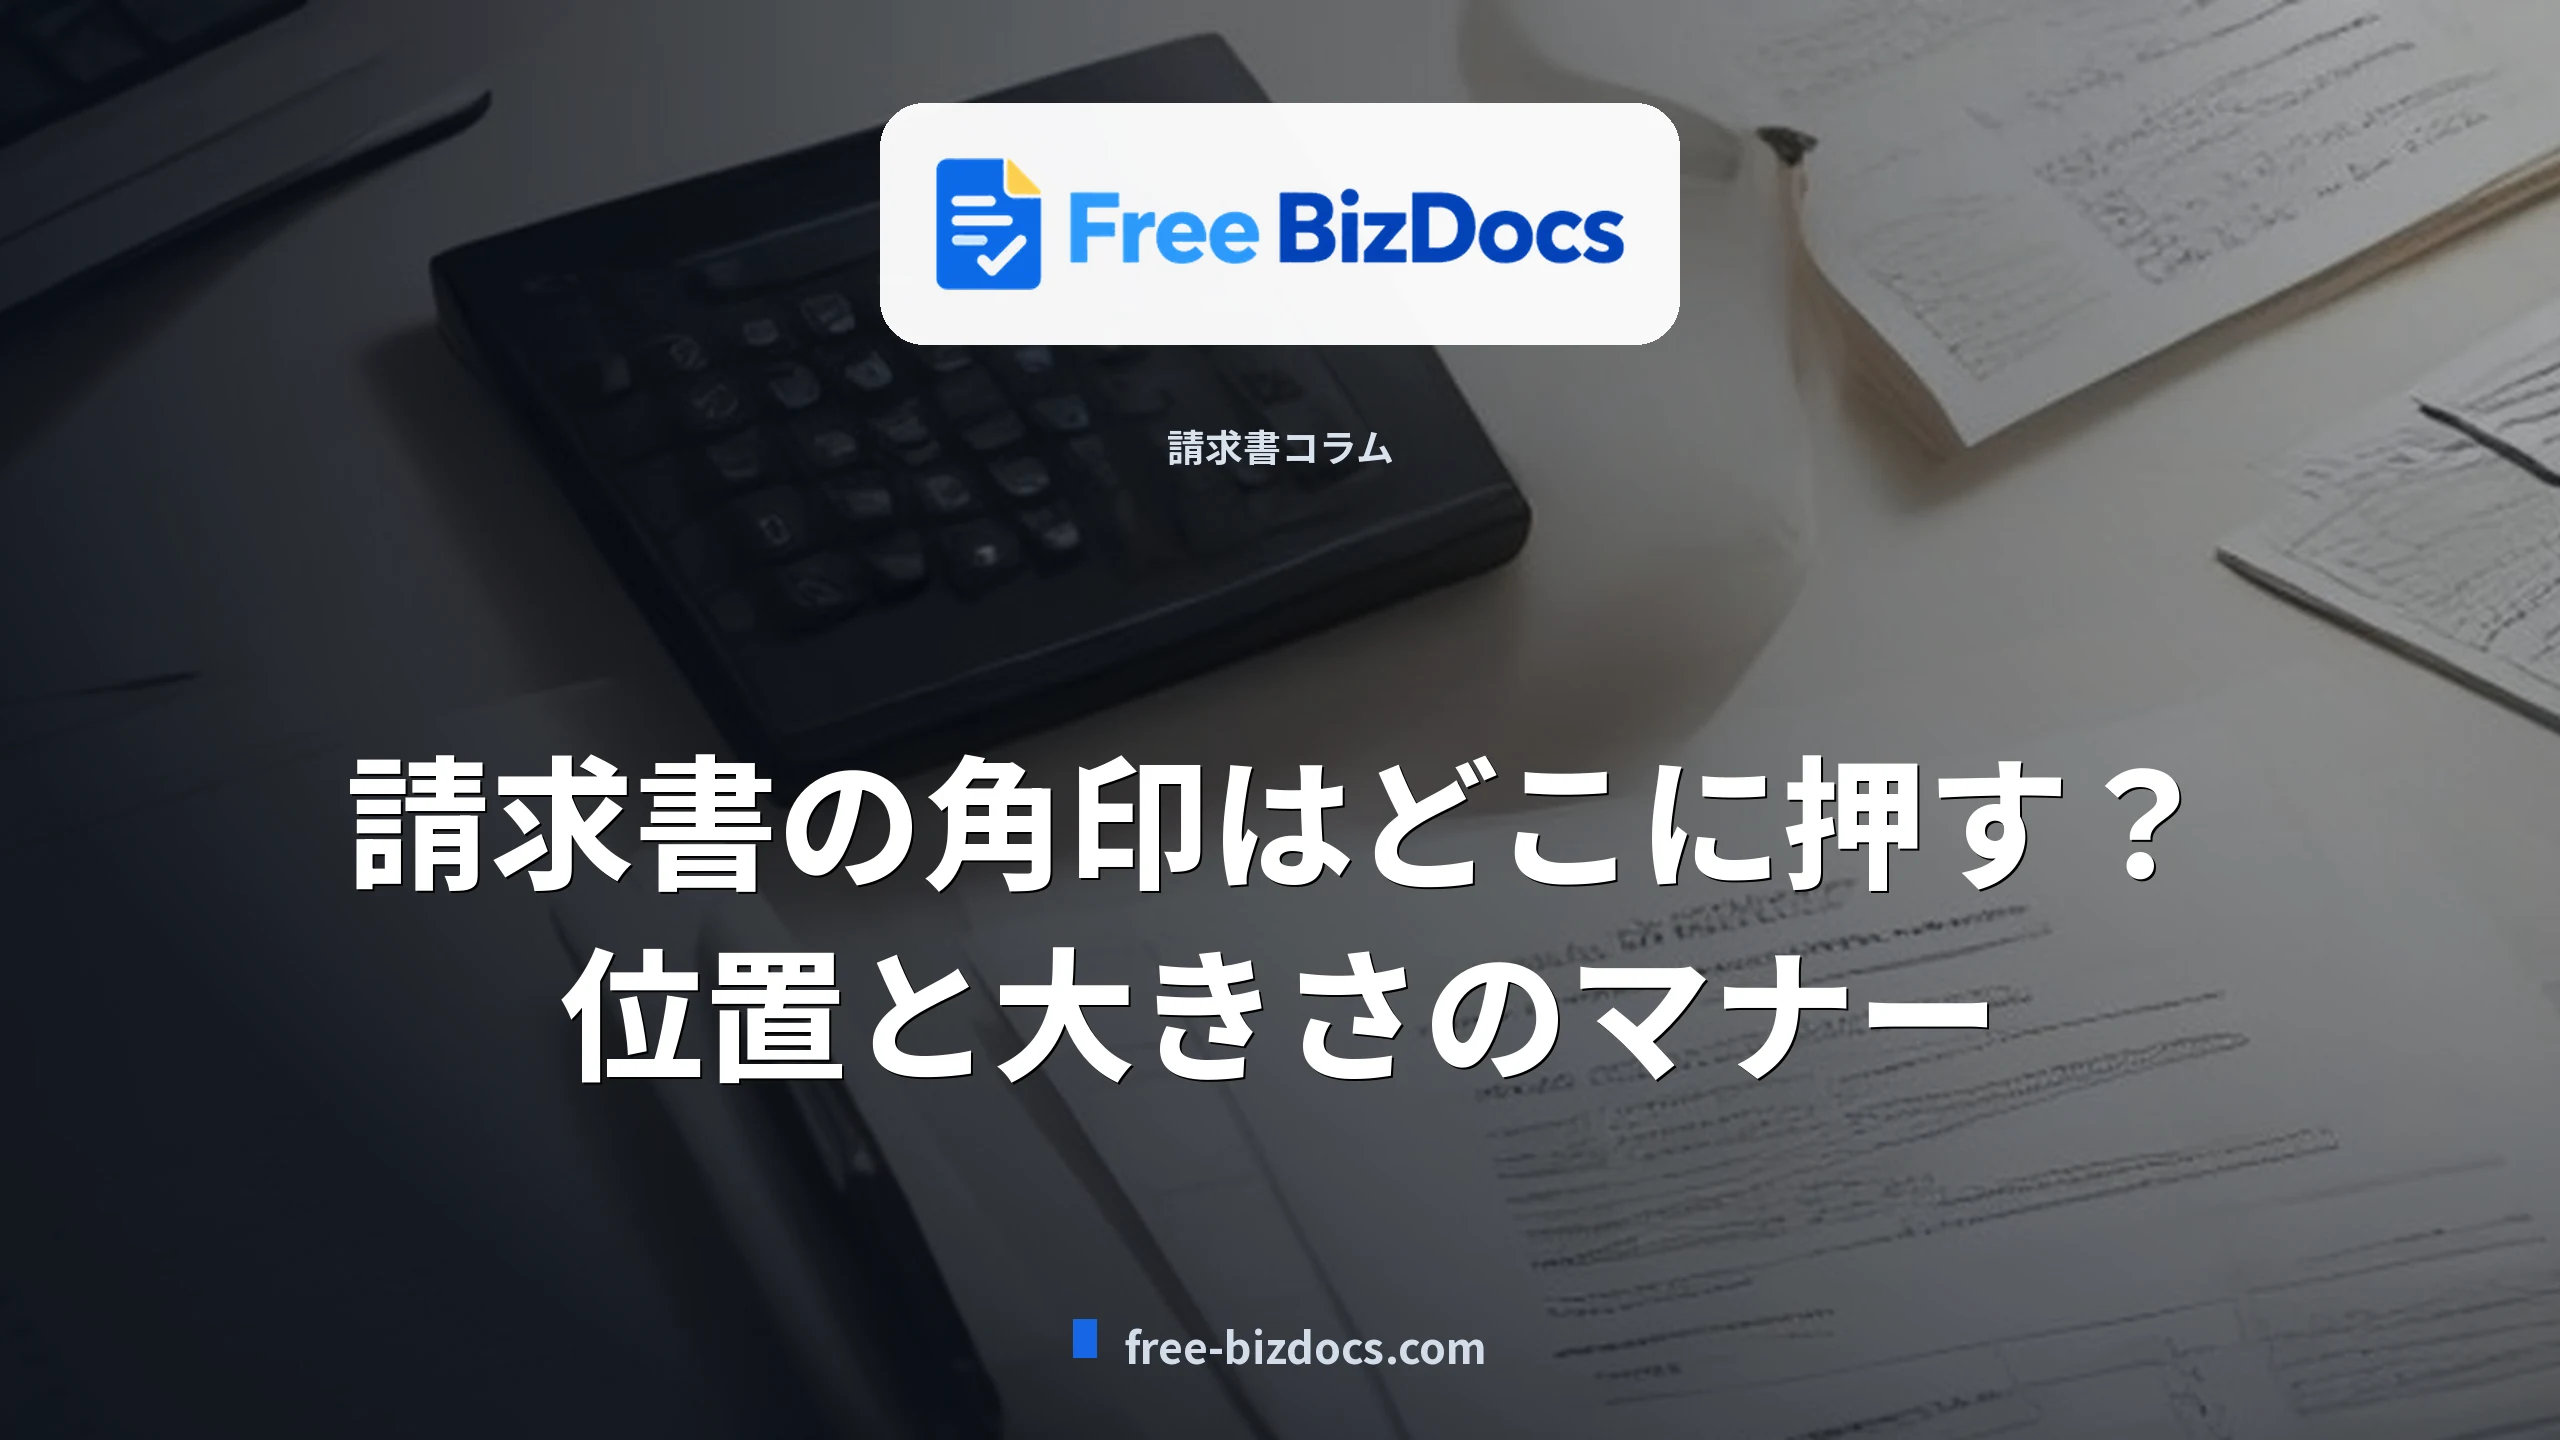 Free BizDocs
請求書コラム
請求書の角印はどこに押す？
位置と大きさのマナー
free-bizdocs.com